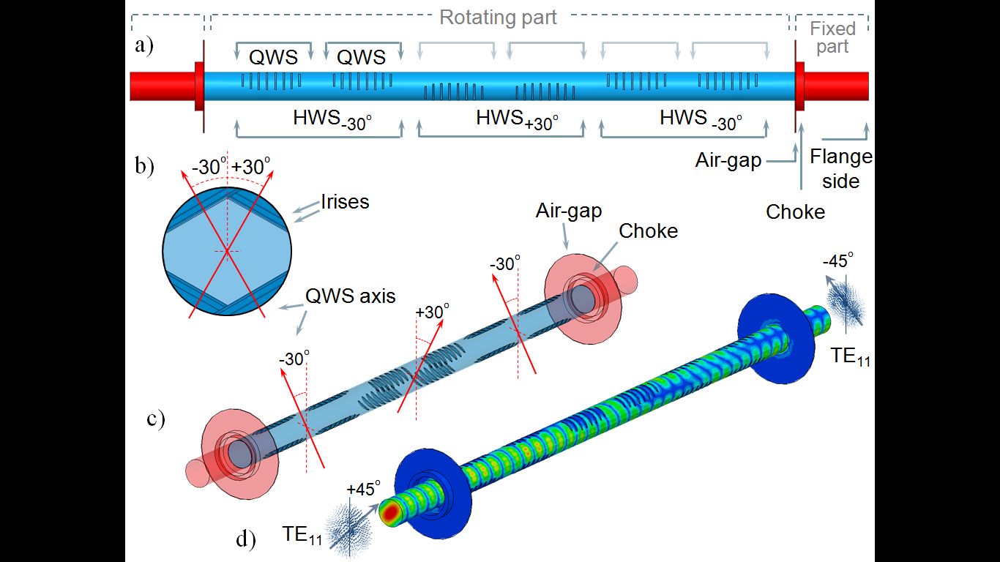 Rotating part
Fixed
part
a)
QWS
QWS
HWS-30°
HWS+30°
HWS -30°
Air-gap
Flange
side
Choke
b)
-30° +30°
Irises
QWS axis
Air-gap
Choke
-30°
+30°
-30°
c)
-45°
TE11
+45°
TE11
d)